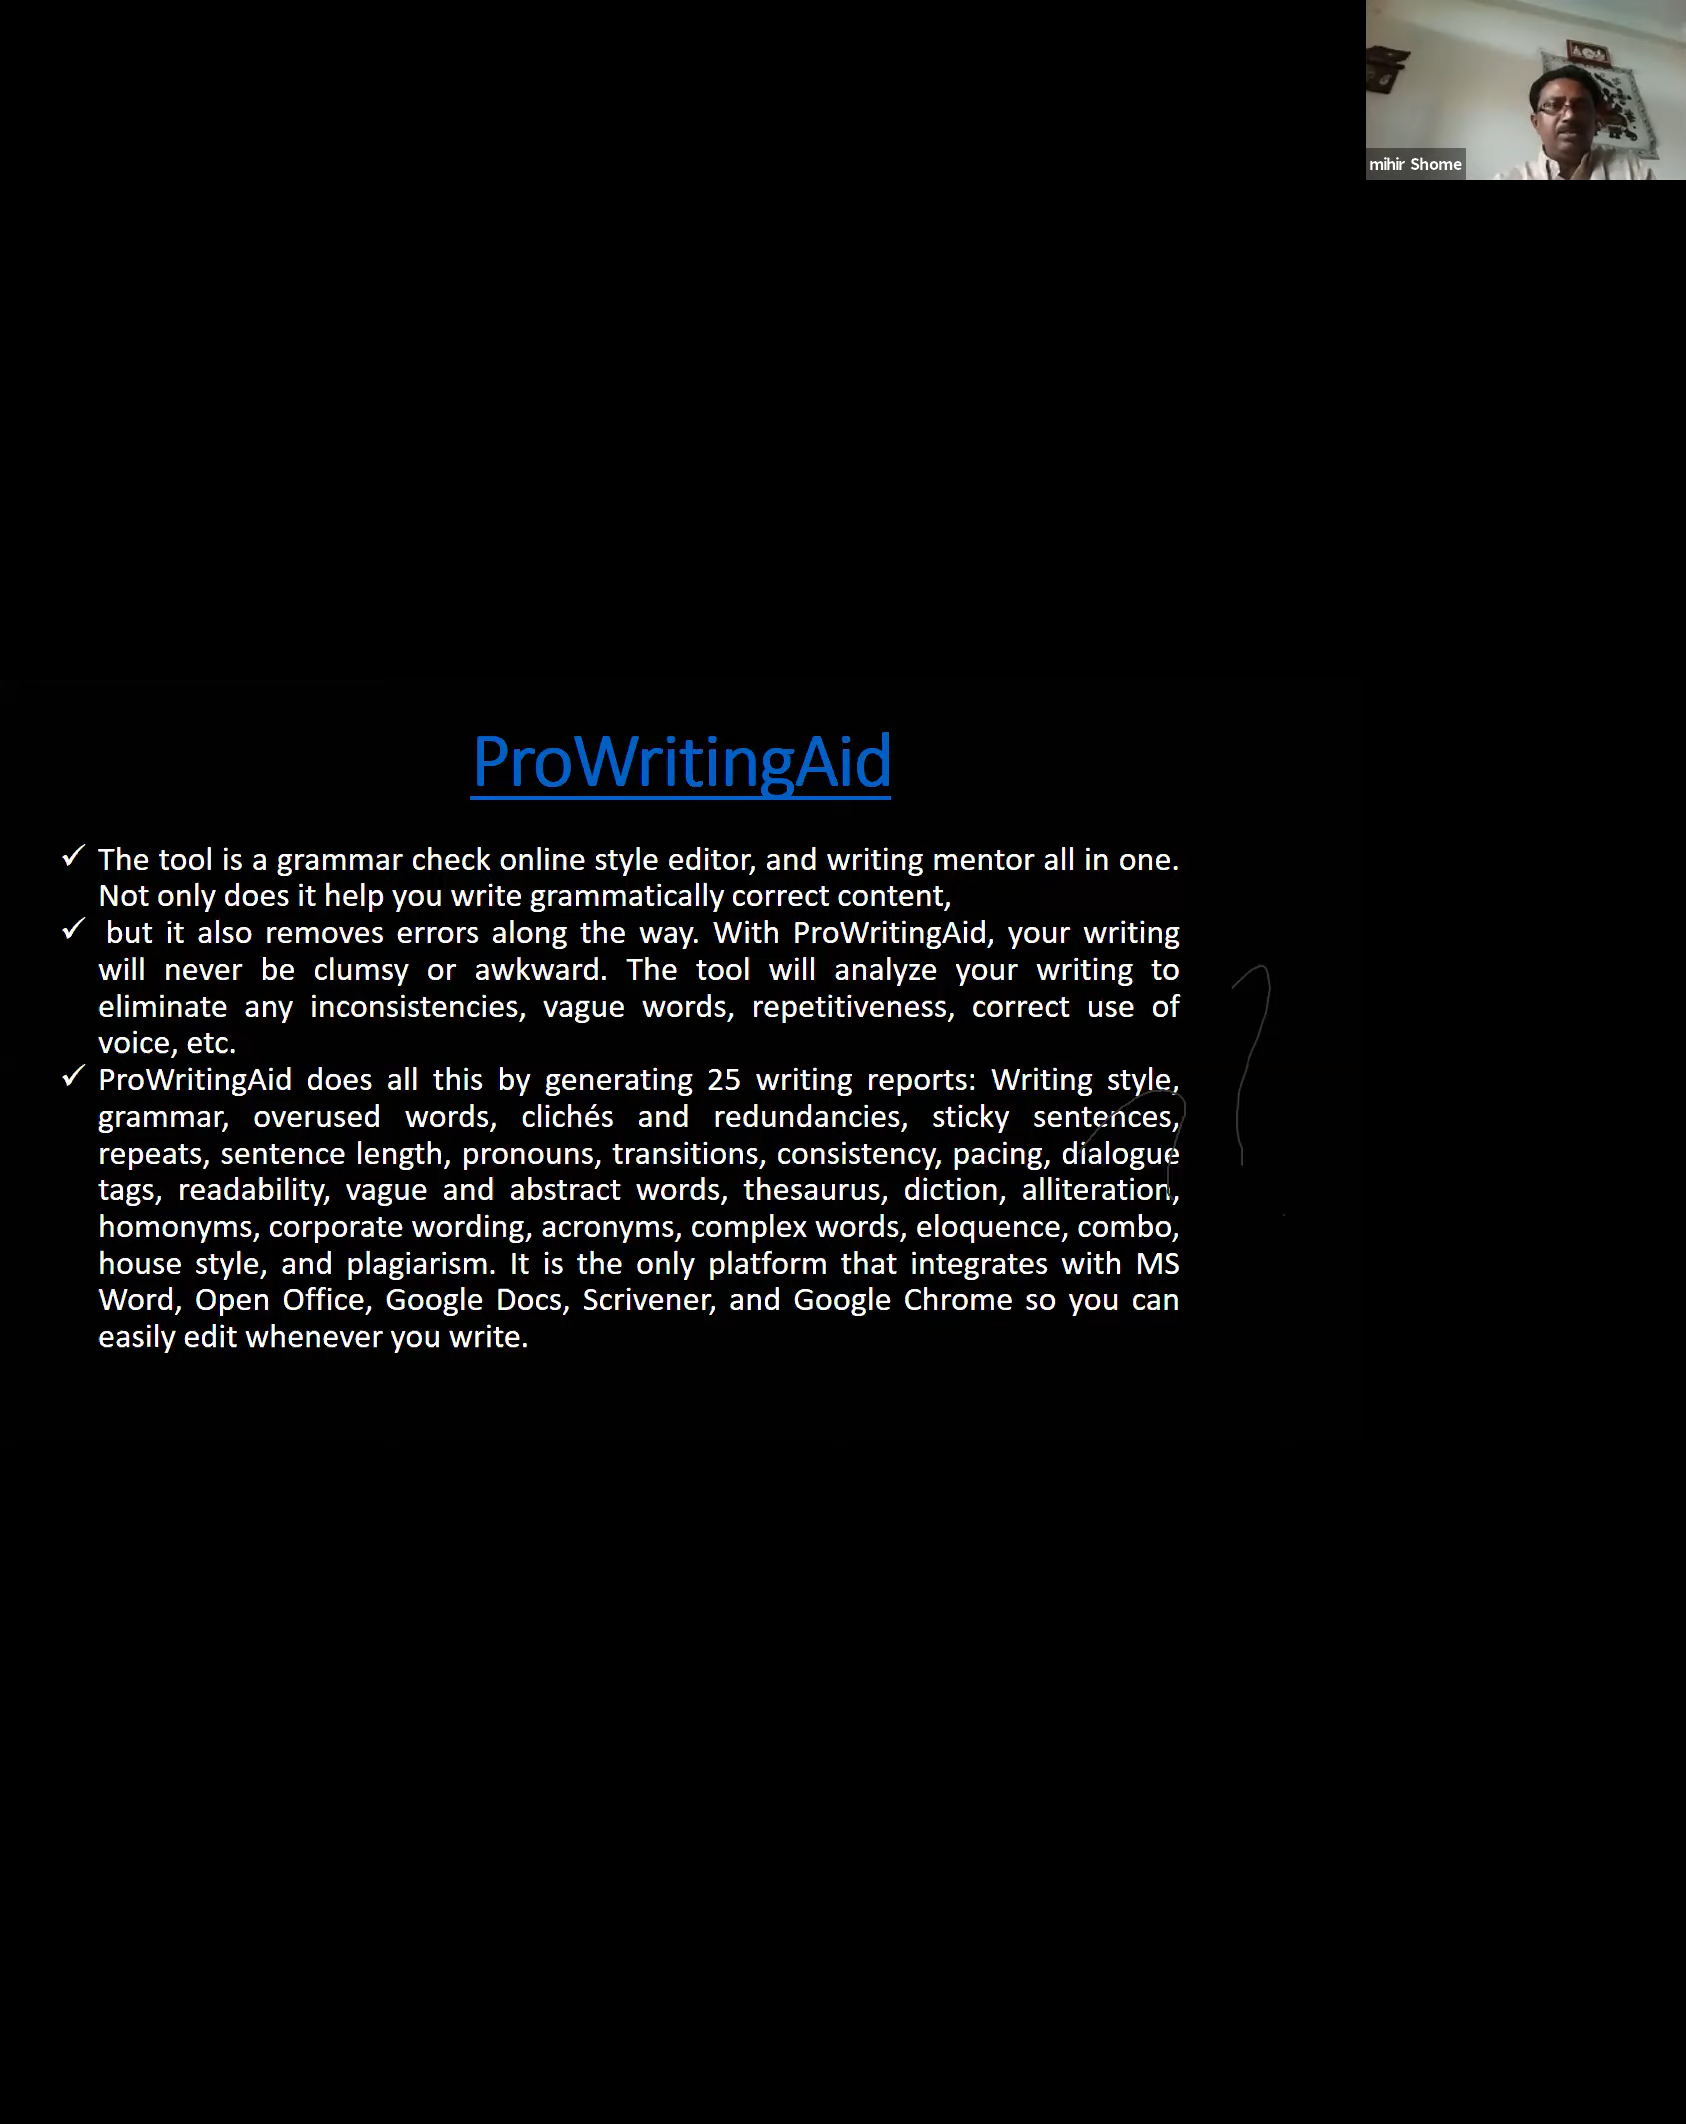 mihir Shome
ProWritingAid
✓ The tool is a grammar check online style editor, and writing mentor all in one.
Not only does it help you write grammatically correct content,
✓ but it also removes errors along the way. With ProWritingAid, your writing
will never be clumsy or awkward. The tool will analyze your writing to
eliminate any inconsistencies, vague words, repetitiveness, correct use of
voice, etc.
✓ ProWritingAid does all this by generating 25 writing reports: Writing style,
grammar, overused words, clichés and redundancies, sticky sentences,
repeats, sentence length, pronouns, transitions, consistency, pacing, dialogue
tags, readability, vague and abstract words, thesaurus, diction, alliteration,
homonyms, corporate wording, acronyms, complex words, eloquence, combo,
house style, and plagiarism. It is the only platform that integrates with MS
Word, Open Office, Google Docs, Scrivener, and Google Chrome so you can
easily edit whenever you write.